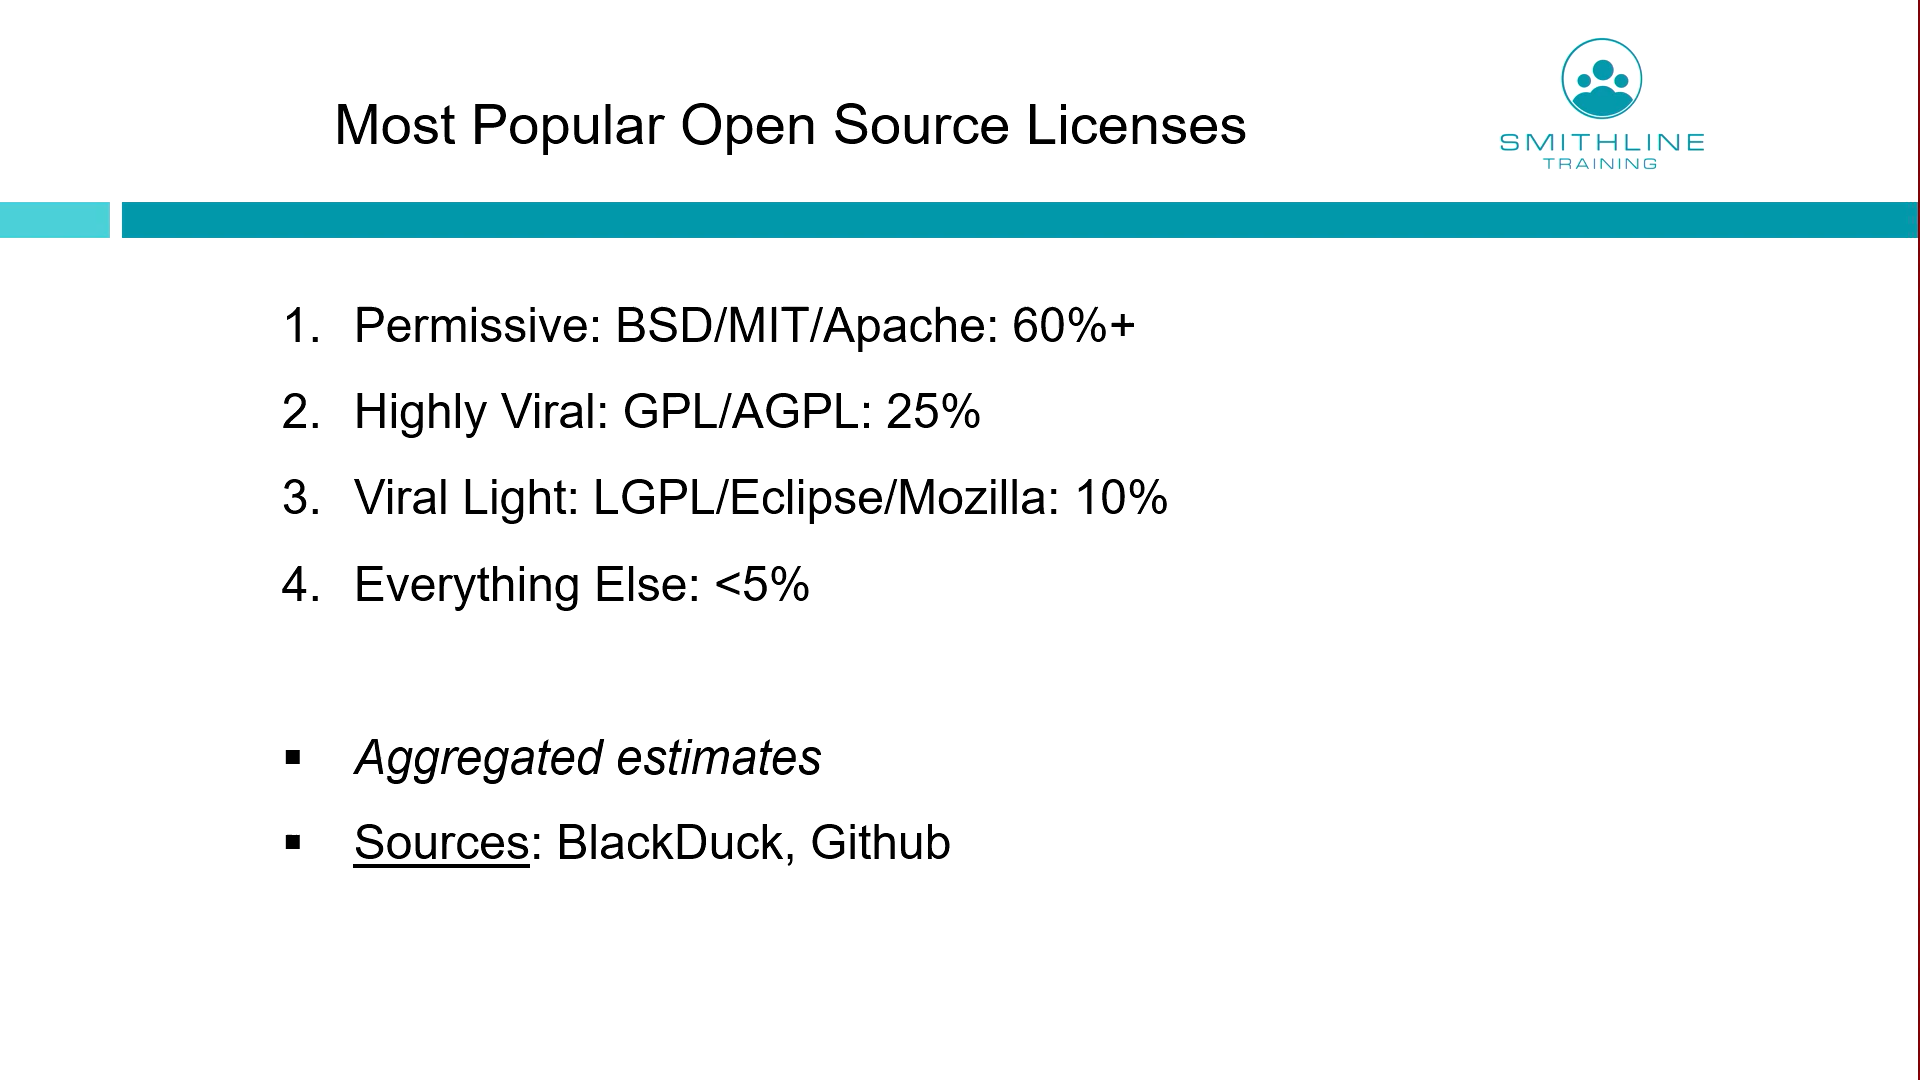 Most Popular Open Source Licenses
SMITHLINE
TRAINING
1. Permissive: BSD/MIT/Apache: 60%+
2. Highly Viral: GPL/AGPL: 25%
3. Viral Light: LGPL/Eclipse/Mozilla: 10%
4. Everything Else: <5%
▪ Aggregated estimates
▪ Sources: BlackDuck, Github